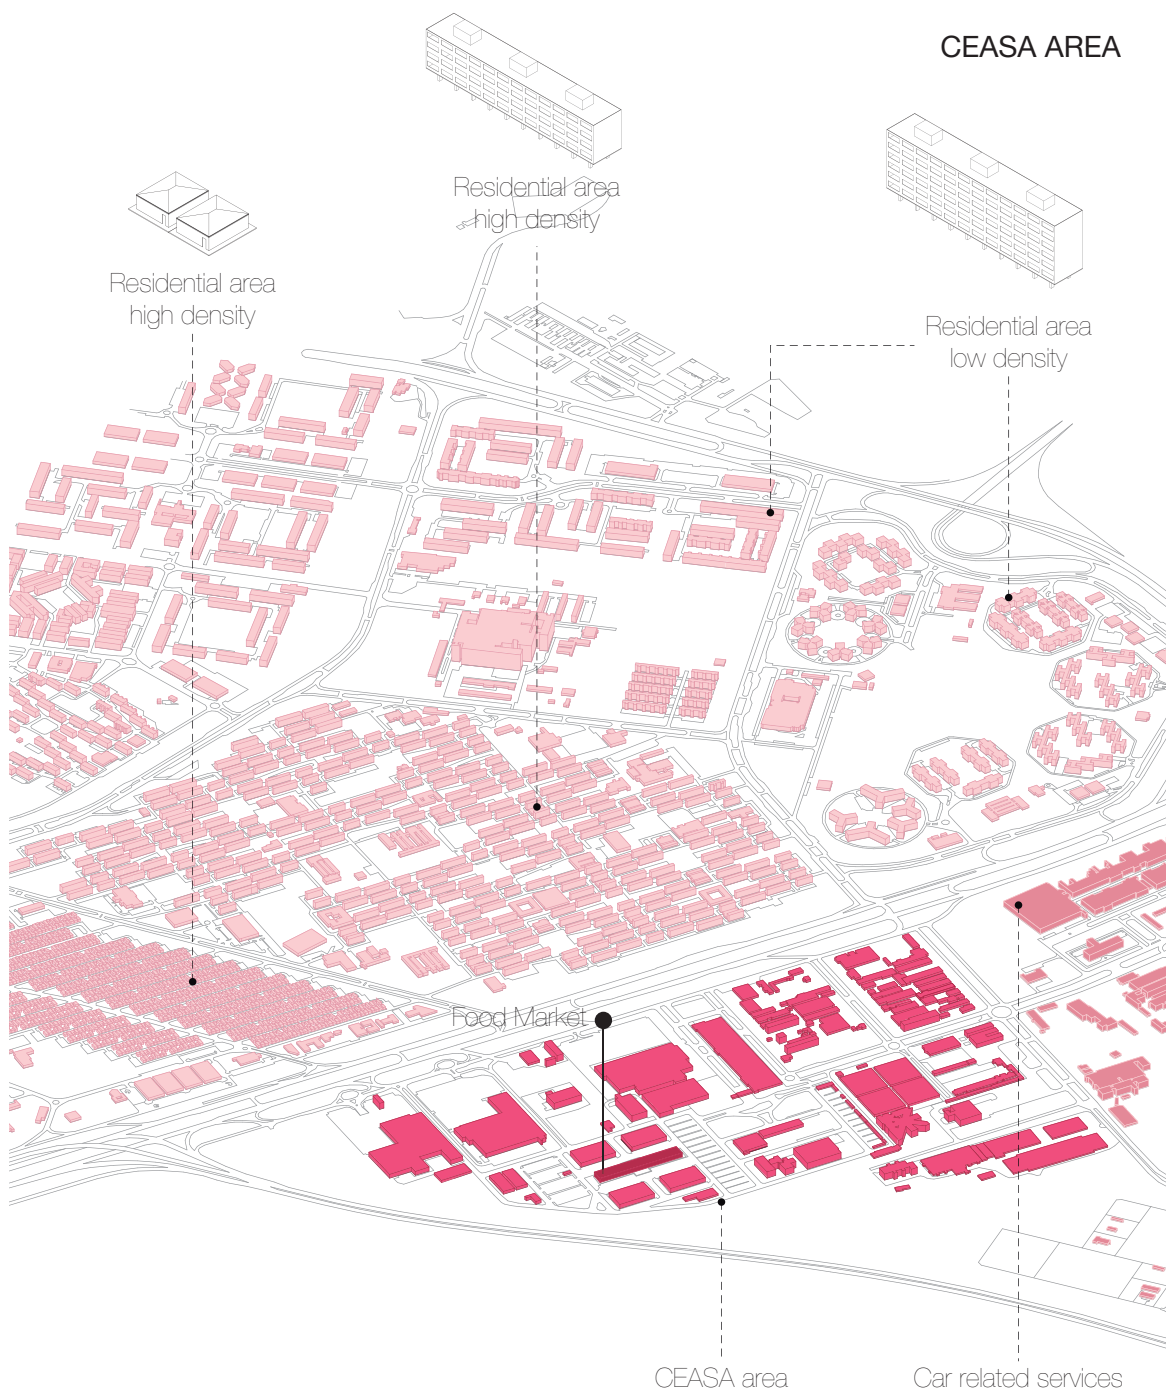 CEASA AREA
Residential area
high density
Residential area
high density
Residential area
low density
Food Market
CEASA area
Car related services